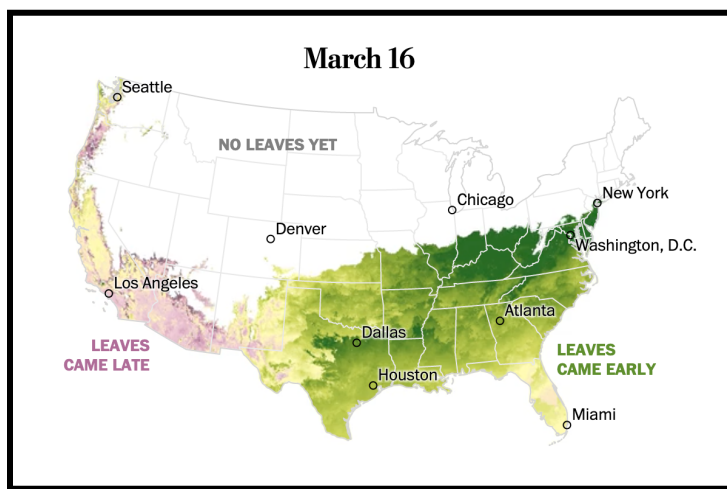 March 16
Seattle
NO LEAVES YET
Chicago
New York
Denver
Washington, D.C.
Los Angeles
Atlanta
Dallas
LEAVES
CAME LATE
LEAVES
CAME EARLY
Houston
Miami